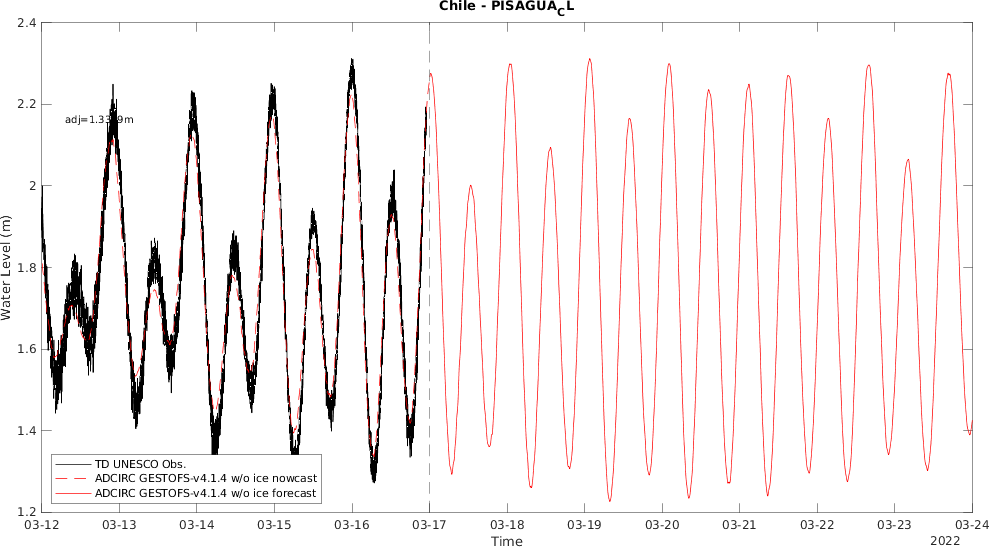 Chile - PISAGUA_CL
2.4
2.2
2
1.8
1.6
1.4
1.2
Water Level (m)
TD UNESCO Obs.
ADCIRC GESTOFS-v4.1.4 w/o ice nowcast
ADCIRC GESTOFS-v4.1.4 w/o ice forecast
03-12 03-13 03-14 03-15 03-16 03-17 03-18 03-19 03-20 03-21 03-22 03-23 03-24
Time
2022